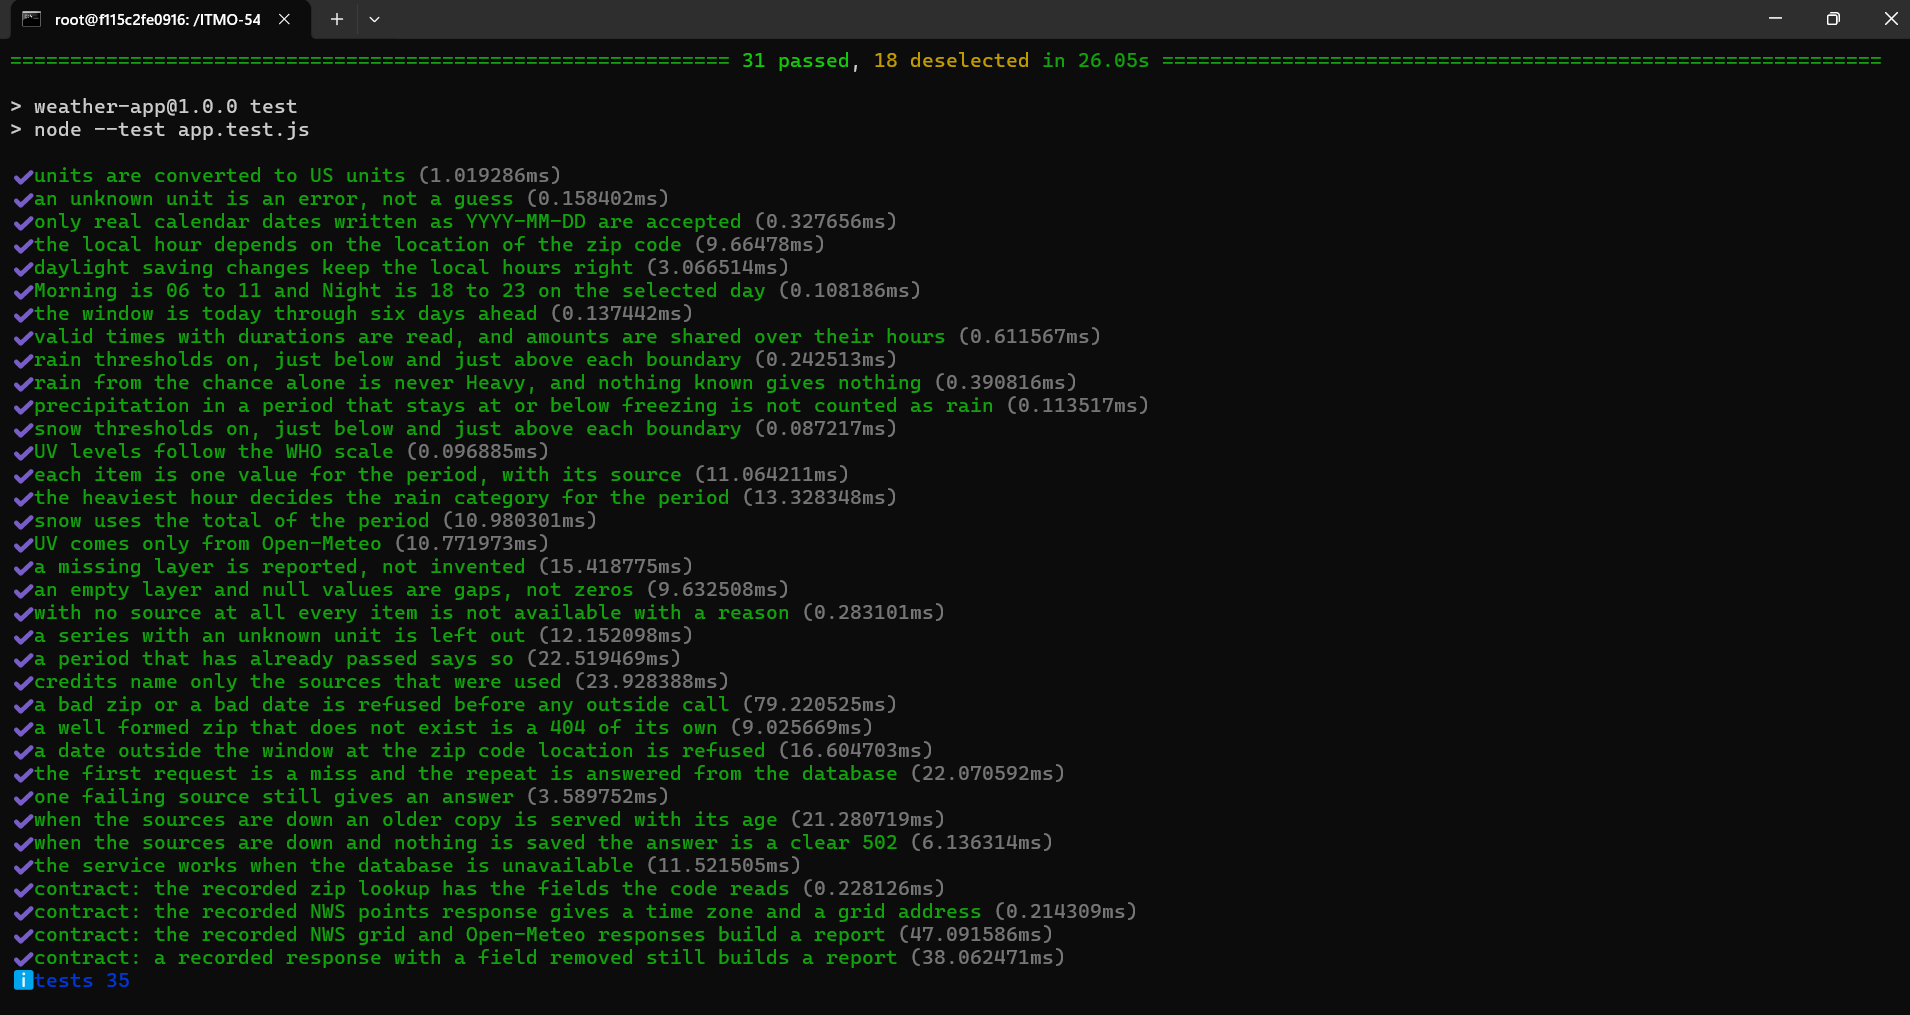 root@f115c2fe0916: /ITMO-54
============================================================ 31 passed, 18 deselected in 26.05s ============================================================
> weather-app@1.0.0 test
> node --test app.test.js
✔units are converted to US units (1.019286ms)
✔an unknown unit is an error, not a guess (0.158402ms)
✔only real calendar dates written as YYYY-MM-DD are accepted (0.327656ms)
✔the local hour depends on the location of the zip code (9.66478ms)
✔daylight saving changes keep the local hours right (3.066514ms)
✔Morning is 06 to 11 and Night is 18 to 23 on the selected day (0.108186ms)
✔the window is today through six days ahead (0.137442ms)
✔valid times with durations are read, and amounts are shared over their hours (0.611567ms)
✔rain thresholds on, just below and just above each boundary (0.242513ms)
✔rain from the chance alone is never Heavy, and nothing known gives nothing (0.390816ms)
✔precipitation in a period that stays at or below freezing is not counted as rain (0.113517ms)
✔snow thresholds on, just below and just above each boundary (0.087217ms)
✔UV levels follow the WHO scale (0.096885ms)
✔each item is one value for the period, with its source (11.064211ms)
✔the heaviest hour decides the rain category for the period (13.328348ms)
✔snow uses the total of the period (10.980301ms)
✔UV comes only from Open-Meteo (10.771973ms)
✔a missing layer is reported, not invented (15.418775ms)
✔an empty layer and null values are gaps, not zeros (9.632508ms)
✔with no source at all every item is not available with a reason (0.283101ms)
✔a series with an unknown unit is left out (12.152098ms)
✔a period that has already passed says so (22.519469ms)
✔credits name only the sources that were used (23.928388ms)
✔a bad zip or a bad date is refused before any outside call (79.220525ms)
✔a well formed zip that does not exist is a 404 of its own (9.025669ms)
✔a date outside the window at the zip code location is refused (16.604703ms)
✔the first request is a miss and the repeat is answered from the database (22.070592ms)
✔one failing source still gives an answer (3.589752ms)
✔when the sources are down an older copy is served with its age (21.280719ms)
✔when the sources are down and nothing is saved the answer is a clear 502 (6.136314ms)
✔the service works when the database is unavailable (11.521505ms)
✔contract: the recorded zip lookup has the fields the code reads (0.228126ms)
✔contract: the recorded NWS points response gives a time zone and a grid address (0.214309ms)
✔contract: the recorded NWS grid and Open-Meteo responses build a report (47.091586ms)
✔contract: a recorded response with a field removed still builds a report (38.062471ms)
ℹtests 35